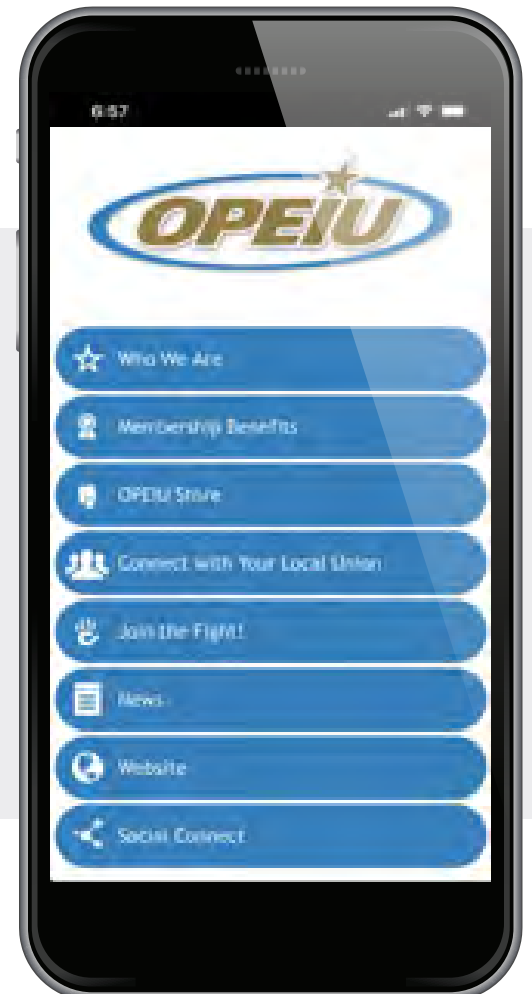 6:57
OPEIU
Who We Are
Membership Benefits
OPEIU Store
Connect with Your Local Union
Join the Fight!
News
Website
Social Connect